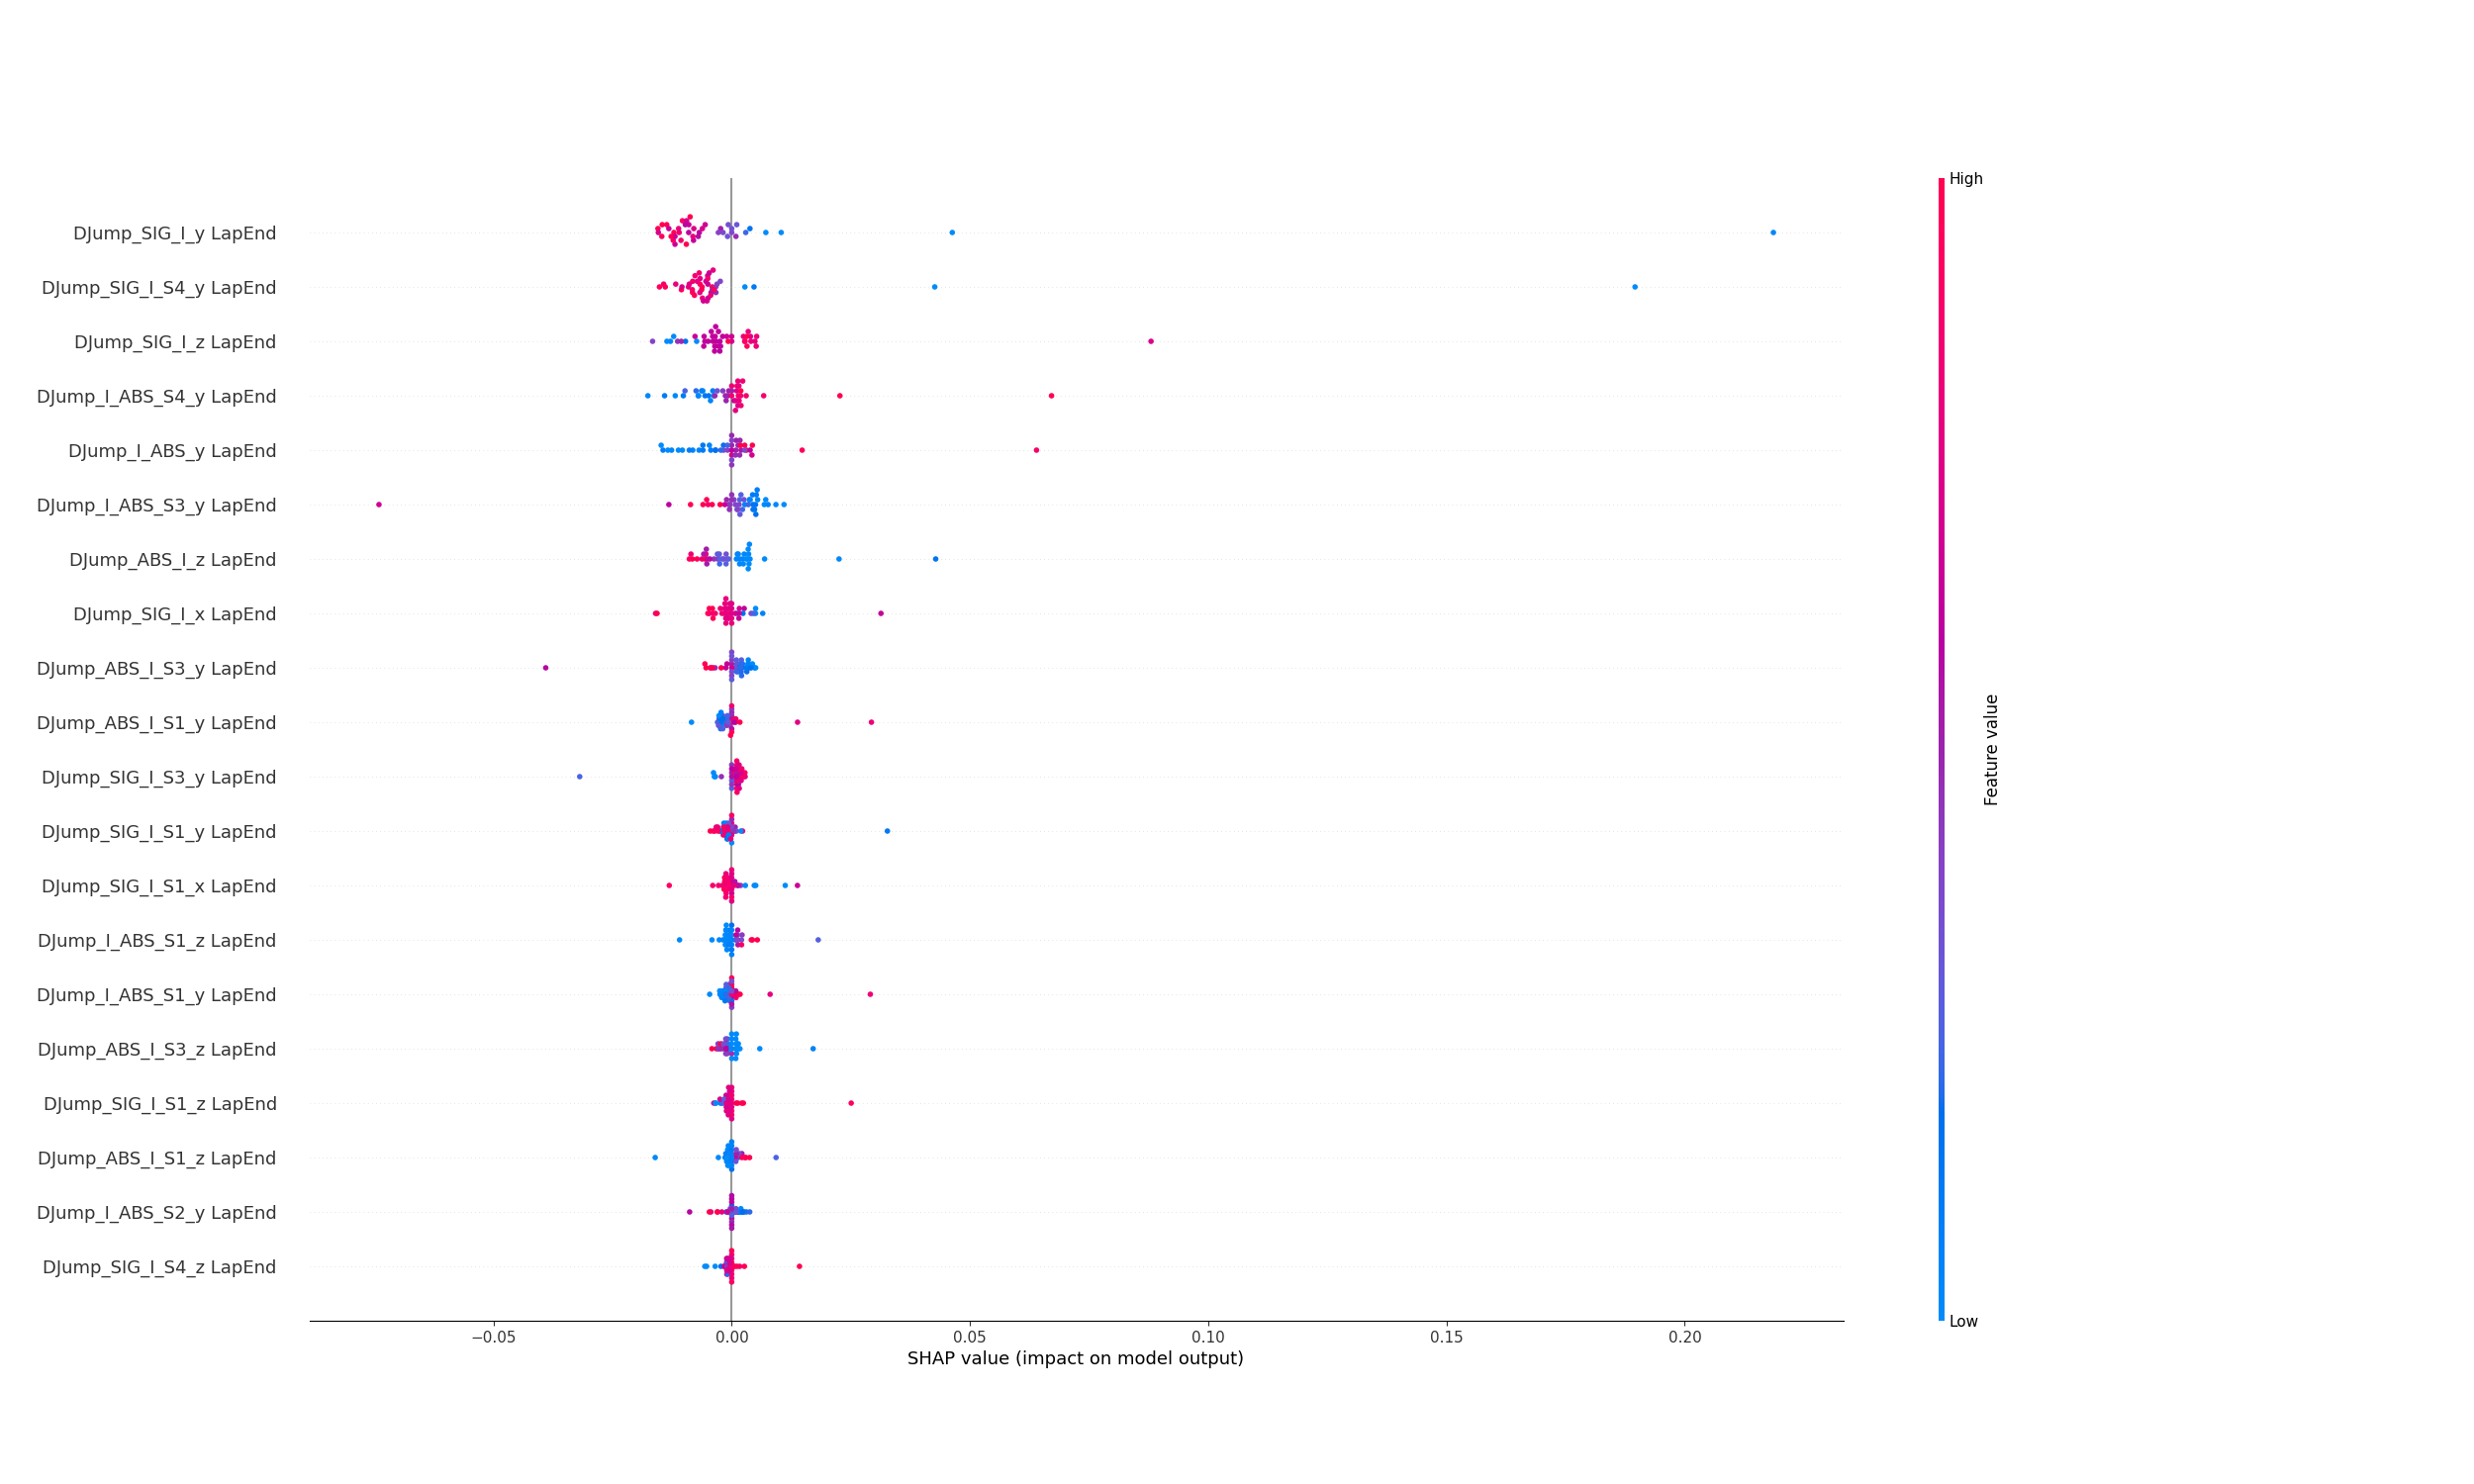 High
DJump_SIG_I_y LapEnd
DJump_SIG_I_S4_y LapEnd
DJump_SIG_I_z LapEnd
DJump_I_ABS_S4_y LapEnd
DJump_I_ABS_y LapEnd
DJump_I_ABS_S3_y LapEnd
DJump_ABS_I_z LapEnd
DJump_SIG_I_x LapEnd
DJump_ABS_I_S3_y LapEnd
DJump_ABS_I_S1_y LapEnd
DJump_SIG_I_S3_y LapEnd
DJump_SIG_I_S1_y LapEnd
DJump_SIG_I_S1_x LapEnd
DJump_I_ABS_S1_z LapEnd
DJump_I_ABS_S1_y LapEnd
DJump_ABS_I_S3_z LapEnd
DJump_SIG_I_S1_z LapEnd
DJump_ABS_I_S1_z LapEnd
DJump_I_ABS_S2_y LapEnd
DJump_SIG_I_S4_z LapEnd
Feature value
Low
−0.05 0.00 0.05 0.10 0.15 0.20
SHAP value (impact on model output)